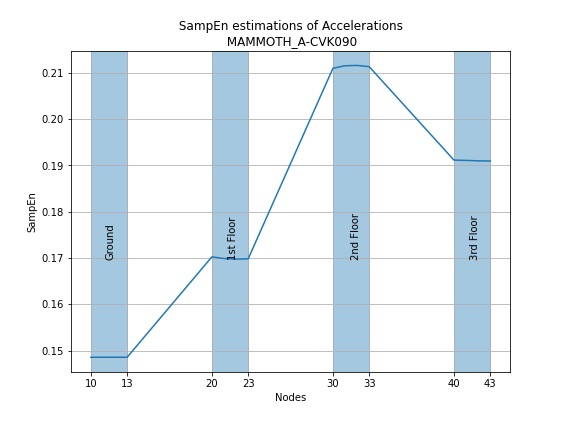 SampEn estimations of Accelerations
MAMMOTH_A-CVK090
0.21
0.20
0.19
0.18
0.17
0.16
0.15
SampEn
Ground
1st Floor
2nd Floor
3rd Floor
10 13 20 23 30 33 40 43
Nodes